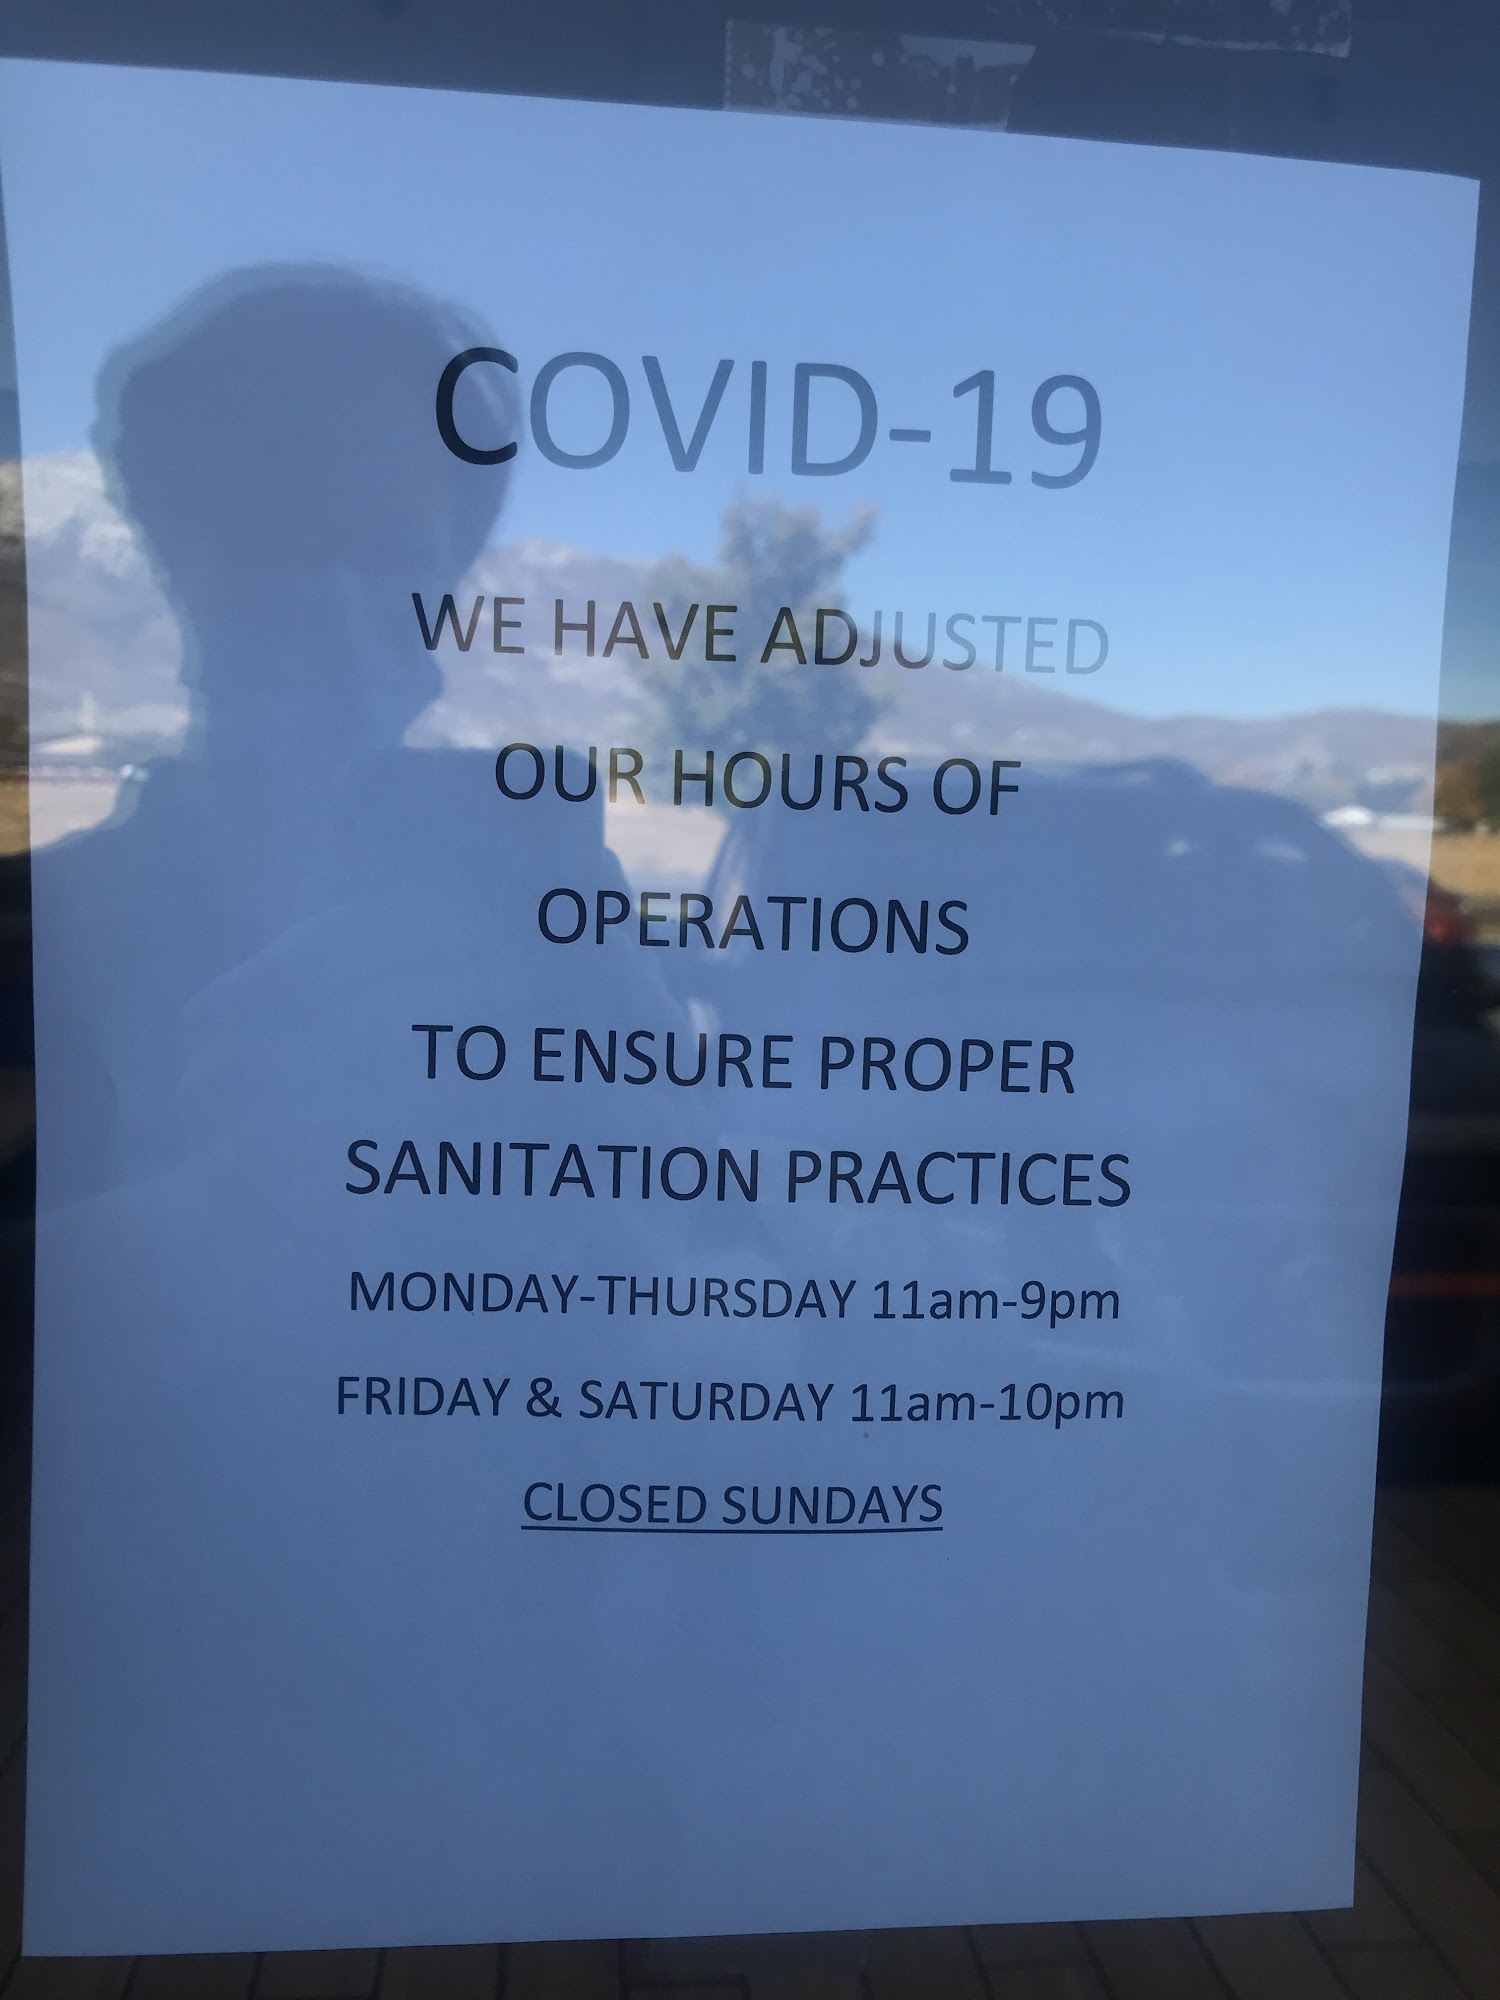 COVID-19
WE HAVE ADJUSTED
OUR HOURS OF
OPERATIONS
TO ENSURE PROPER
SANITATION PRACTICES
MONDAY-THURSDAY 11am-9pm
FRIDAY & SATURDAY 11am-10pm
CLOSED SUNDAYS